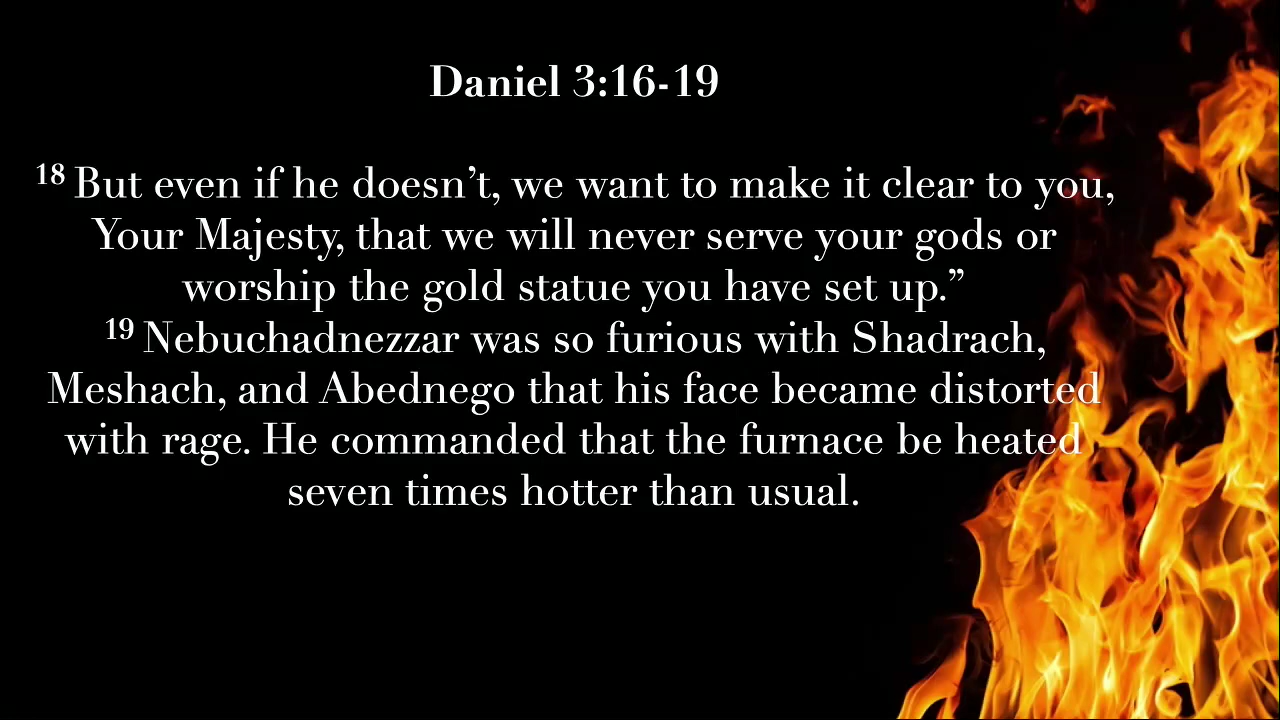 Daniel 3:16-19
18 But even if he doesn’t, we want to make it clear to you,
Your Majesty, that we will never serve your gods or
worship the gold statue you have set up.”
19 Nebuchadnezzar was so furious with Shadrach,
Meshach, and Abednego that his face became distorted
with rage. He commanded that the furnace be heated
seven times hotter than usual.